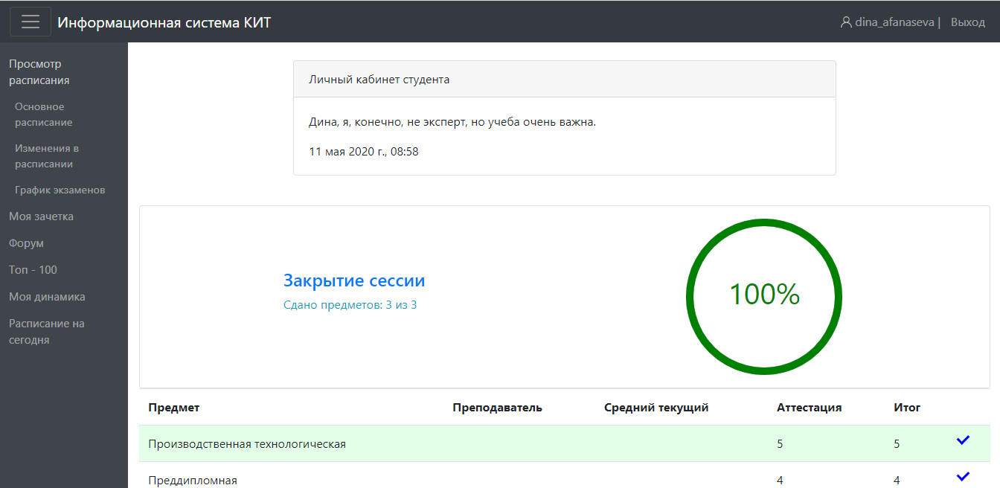 Информационная система КИТ
dina_afanaseva | Выход
Просмотр
расписания
Основное
расписание
Изменения в
расписании
График экзаменов
Моя зачетка
Форум
Топ - 100
Моя динамика
Расписание на
сегодня
Личный кабинет студента
Дина, я, конечно, не эксперт, но учеба очень важна.
11 мая 2020 г., 08:58
Закрытие сессии
Сдано предметов: 3 из 3
100%
Предмет Преподаватель Средний текущий Аттестация Итог
Производственная технологическая 5 5
Преддипломная 4 4